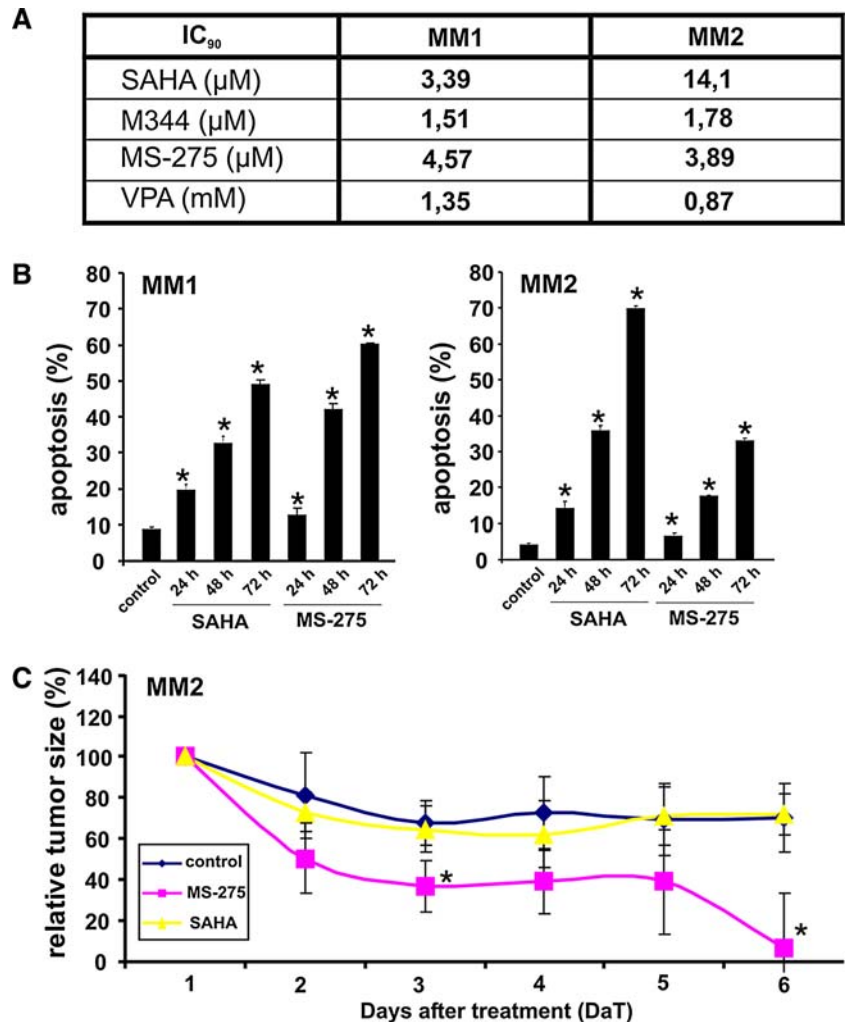 A
IC90 MM1 MM2
SAHA (µM) 3,39 14,1
M344 (µM) 1,51 1,78
MS-275 (µM) 4,57 3,89
VPA (mM) 1,35 0,87
B
MM1
apoptosis (%)
80
70
60
50
40
30
20
10
0
* * * * * *
control 24 h 48 h 72 h 24 h 48 h 72 h
SAHA MS-275
MM2
apoptosis (%)
80
70
60
50
40
30
20
10
0
* * * * * *
control 24 h 48 h 72 h 24 h 48 h 72 h
SAHA MS-275
C
MM2
relative tumor size (%)
140
120
100
80
60
40
20
0
control
MS-275
SAHA
* *
1 2 3 4 5 6
Days after treatment (DaT)